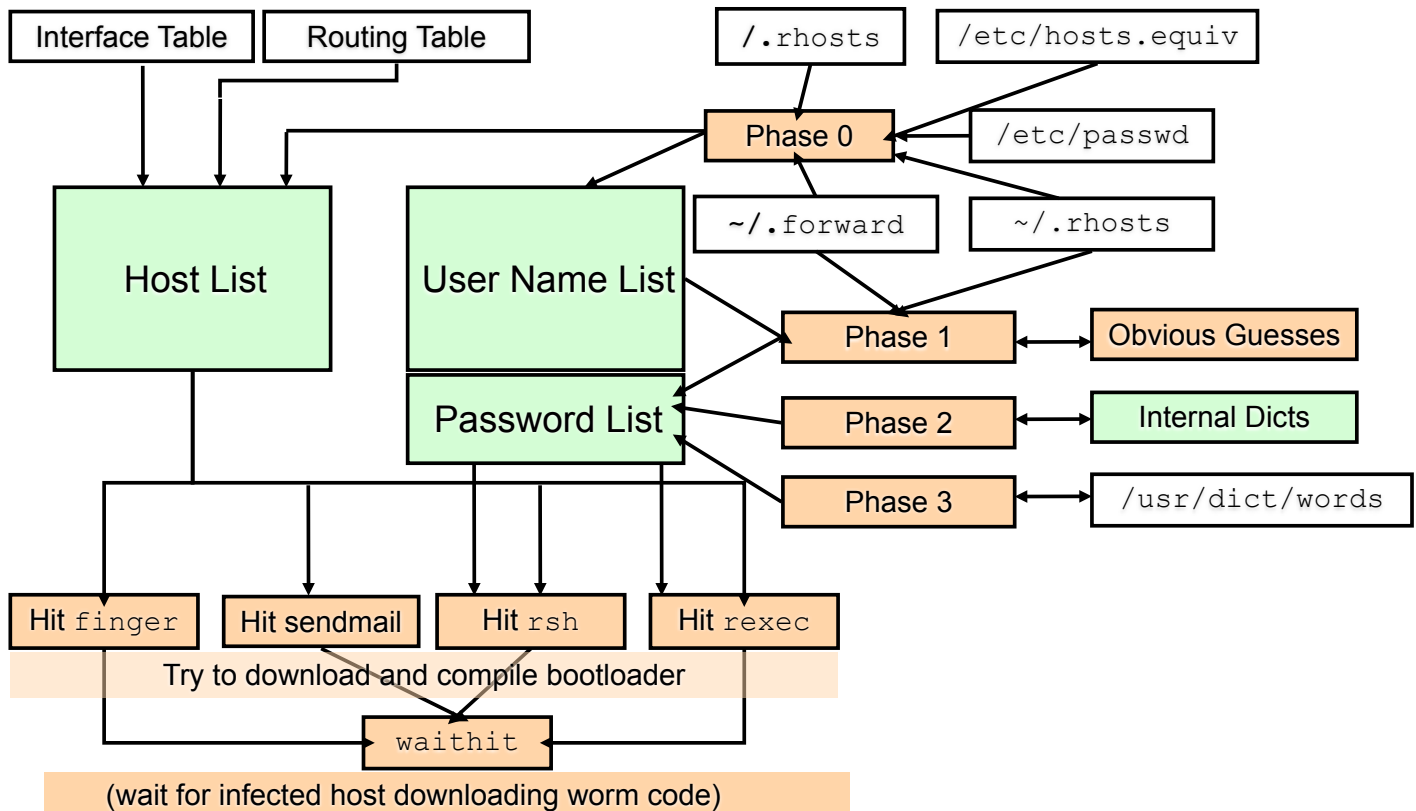 Interface Table
Routing Table
/.rhosts
/etc/hosts.equiv
Phase 0
/etc/passwd
~/.forward
~/.rhosts
Host List
User Name List
Phase 1
Obvious Guesses
Password List
Phase 2
Internal Dicts
Phase 3
/usr/dict/words
Hit finger
Hit sendmail
Hit rsh
Hit rexec
Try to download and compile bootloader
waithit
(wait for infected host downloading worm code)